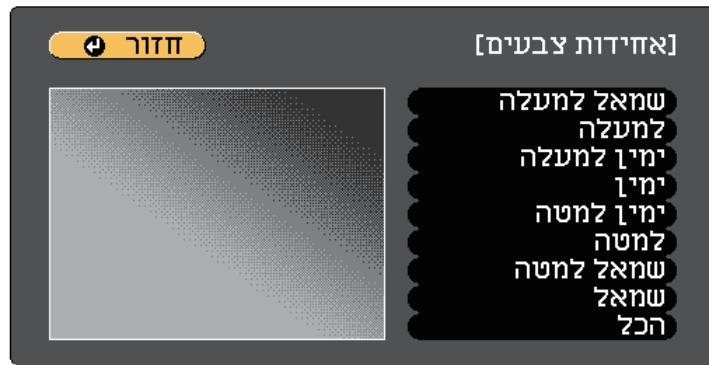 [אחידות צבעים]
חזור
שמאל למעלה
למעלה
ימין למעלה
ימין
ימין למטה
למטה
שמאל למטה
שמאל
הכל